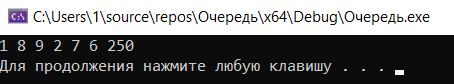 C:\Users\1\source\repos\Очередь\x64\Debug\Очередь.exe
1 8 9 2 7 6 250
Для продолжения нажмите любую клавишу . . .